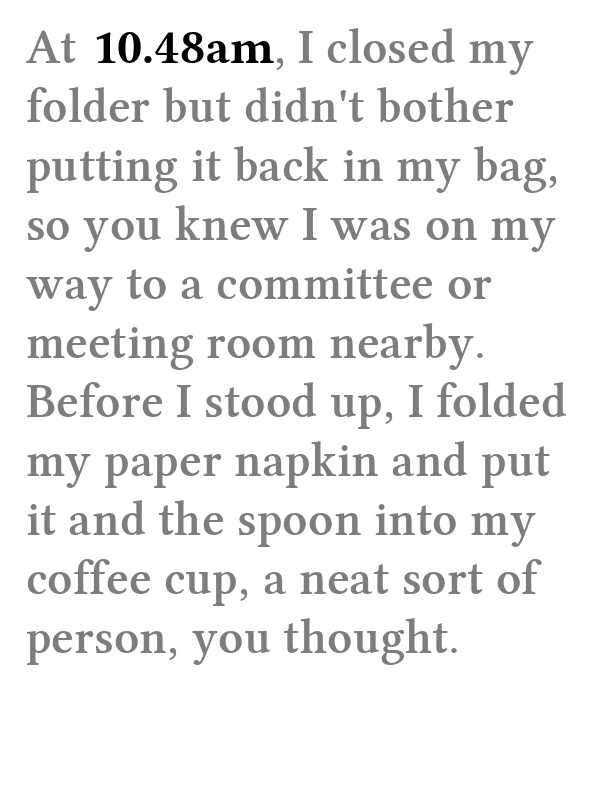 At 10.48am, I closed my
folder but didn't bother
putting it back in my bag,
so you knew I was on my
way to a committee or
meeting room nearby.
Before I stood up, I folded
my paper napkin and put
it and the spoon into my
coffee cup, a neat sort of
person, you thought.